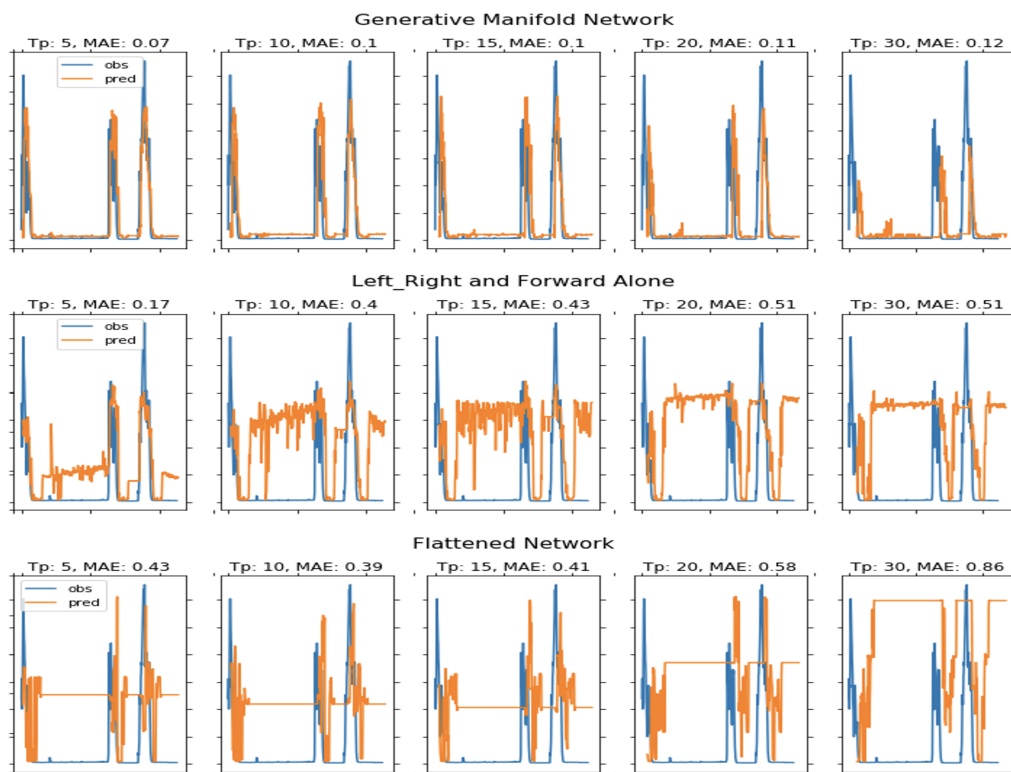 Generative Manifold Network
Tp: 5, MAE: 0.07
Tp: 10, MAE: 0.1
Tp: 15, MAE: 0.1
Tp: 20, MAE: 0.11
Tp: 30, MAE: 0.12
obs
pred
Left_Right and Forward Alone
Tp: 5, MAE: 0.17
Tp: 10, MAE: 0.4
Tp: 15, MAE: 0.43
Tp: 20, MAE: 0.51
Tp: 30, MAE: 0.51
obs
pred
Flattened Network
Tp: 5, MAE: 0.43
Tp: 10, MAE: 0.39
Tp: 15, MAE: 0.41
Tp: 20, MAE: 0.58
Tp: 30, MAE: 0.86
obs
pred